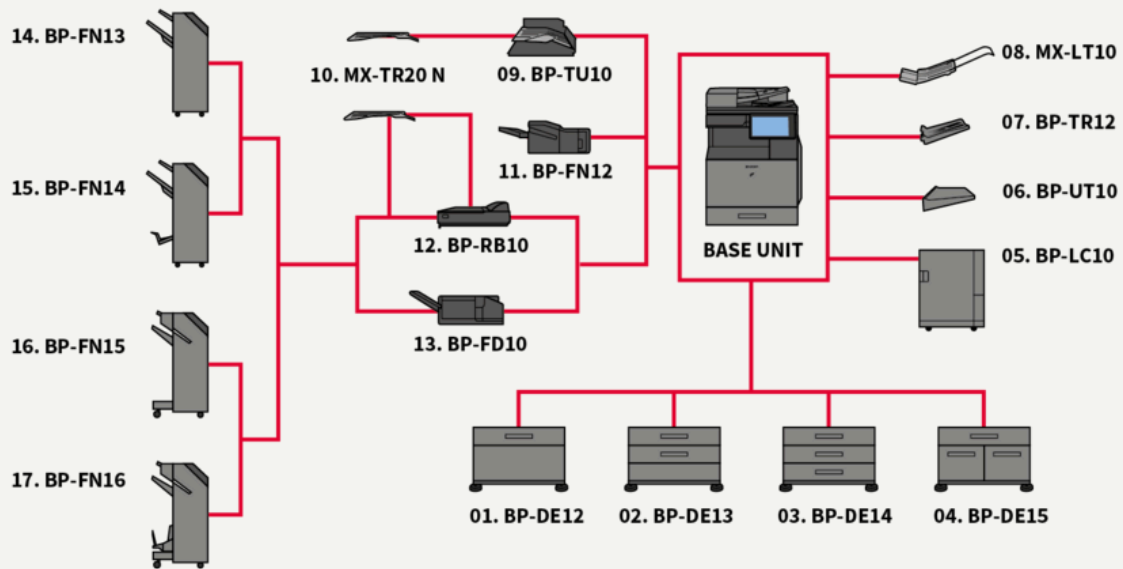 14. BP-FN13
10. MX-TR20 N
09. BP-TU10
08. MX-LT10
07. BP-TR12
11. BP-FN12
15. BP-FN14
06. BP-UT10
12. BP-RB10
BASE UNIT
05. BP-LC10
16. BP-FN15
13. BP-FD10
17. BP-FN16
01. BP-DE12
02. BP-DE13
03. BP-DE14
04. BP-DE15